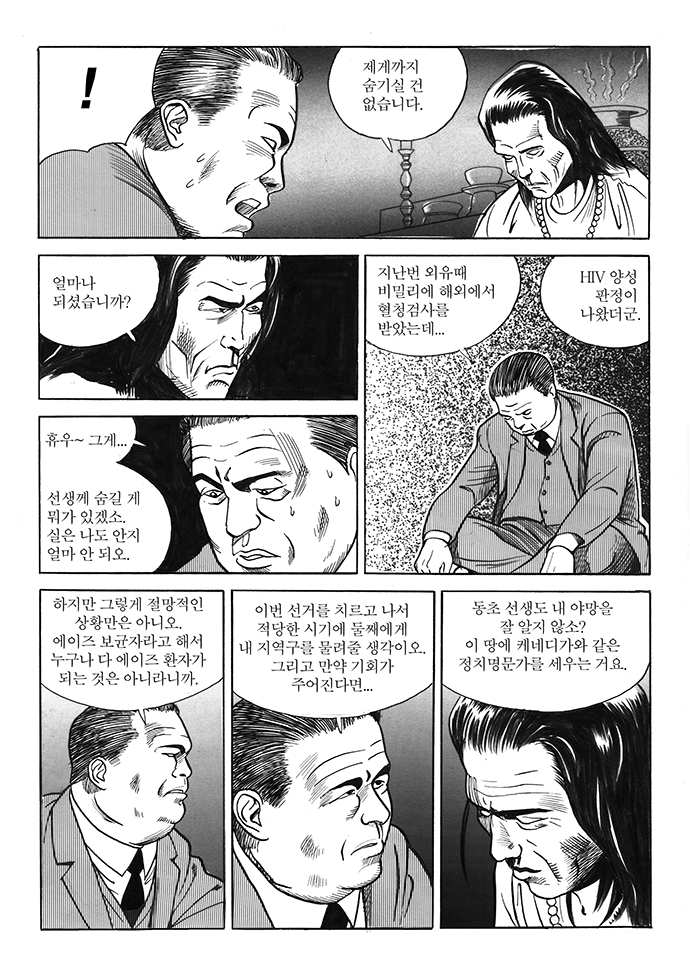 !
제게까지
숨기실 건
없습니다.
얼마나
되셨습니까?
휴우~ 그게...
선생께 숨길 게
뭐가 있겠소.
실은 나도 안지
얼마 안 되오.
지난번 외유때
비밀리에 해외에서
혈청검사를
받았는데...
HIV 양성
판정이
나왔더군.
하지만 그렇게 절망적인
상황만은 아니오.
에이즈 보균자라고 해서
누구나 다 에이즈 환자가
되는 것은 아니라니까.
이번 선거를 치르고 나서
적당한 시기에 둘째에게
내 지역구를 물려줄 생각이오.
그리고 만약 기회가
주어진다면...
동초 선생도 내 야망을
잘 알지 않소?
이 땅에 케네디가와 같은
정치명문가를 세우는 거요.